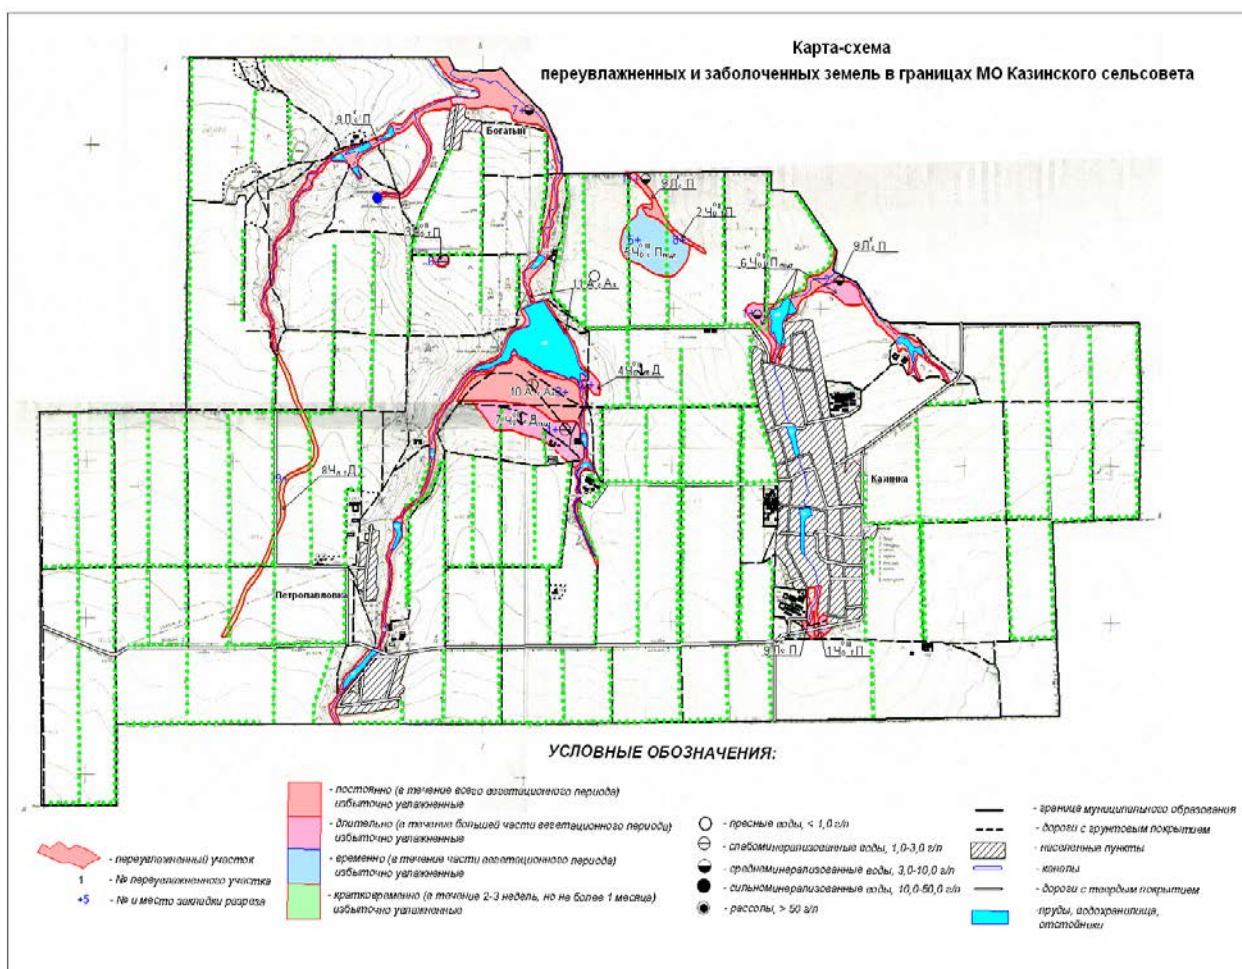 Карта-схема
переувлажненных и заболоченных земель в границах МО Казинского сельсовета
Богатый
Казинка
Петропавловка
УСЛОВНЫЕ ОБОЗНАЧЕНИЯ:
- переувлажненный участок
1 - № переувлажненного участка
+5 - № и место закладки разреза
- постоянно (в течение всего вегетационного периода)
избыточно увлажненные
- длительно (в течение большей части вегетационного периода)
избыточно увлажненные
- временно (в течение части вегетационного периода)
избыточно увлажненные
- кратковременно (в течение 2-3 недель, но не более 1 месяца)
избыточно увлажненные
- пресные воды, < 1,0 г/л
- слабоминерализованные воды, 1,0-3,0 г/л
- среднеминерализованные воды, 3,0-10,0 г/л
- сильноминерализованные воды, 10,0-50,0 г/л
- рассолы, > 50 г/л
- граница муниципального образования
- дороги с грунтовым покрытием
- населенные пункты
- каналы
- дороги с твердым покрытием
-пруды, водохранилища,
отстойники